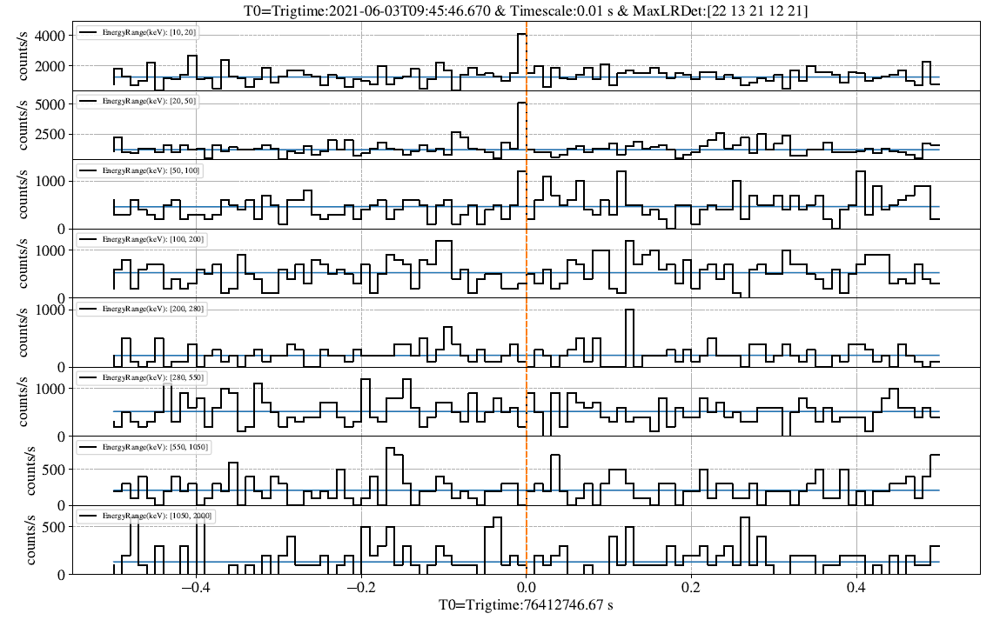 T0=Trigtime:2021-06-03T09:45:46.670 & Timescale:0.01 s & MaxLRDet:[22 13 21 12 21]
EnergyRange(keV): [10, 20]
4000
2000
counts/s
EnergyRange(keV): [20, 50]
5000
2500
counts/s
EnergyRange(keV): [50, 100]
1000
0
counts/s
EnergyRange(keV): [100, 200]
1000
0
counts/s
EnergyRange(keV): [200, 280]
1000
0
counts/s
EnergyRange(keV): [280, 550]
1000
0
counts/s
EnergyRange(keV): [550, 1050]
500
0
counts/s
EnergyRange(keV): [1050, 2000]
500
0
counts/s
−0.4 −0.2 0.0 0.2 0.4
T0=Trigtime:76412746.67 s